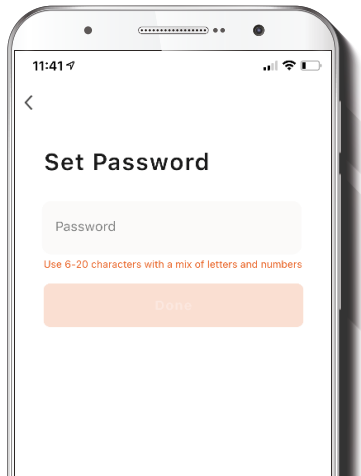 11:41
Set Password
Password
Use 6-20 characters with a mix of letters and numbers
Done